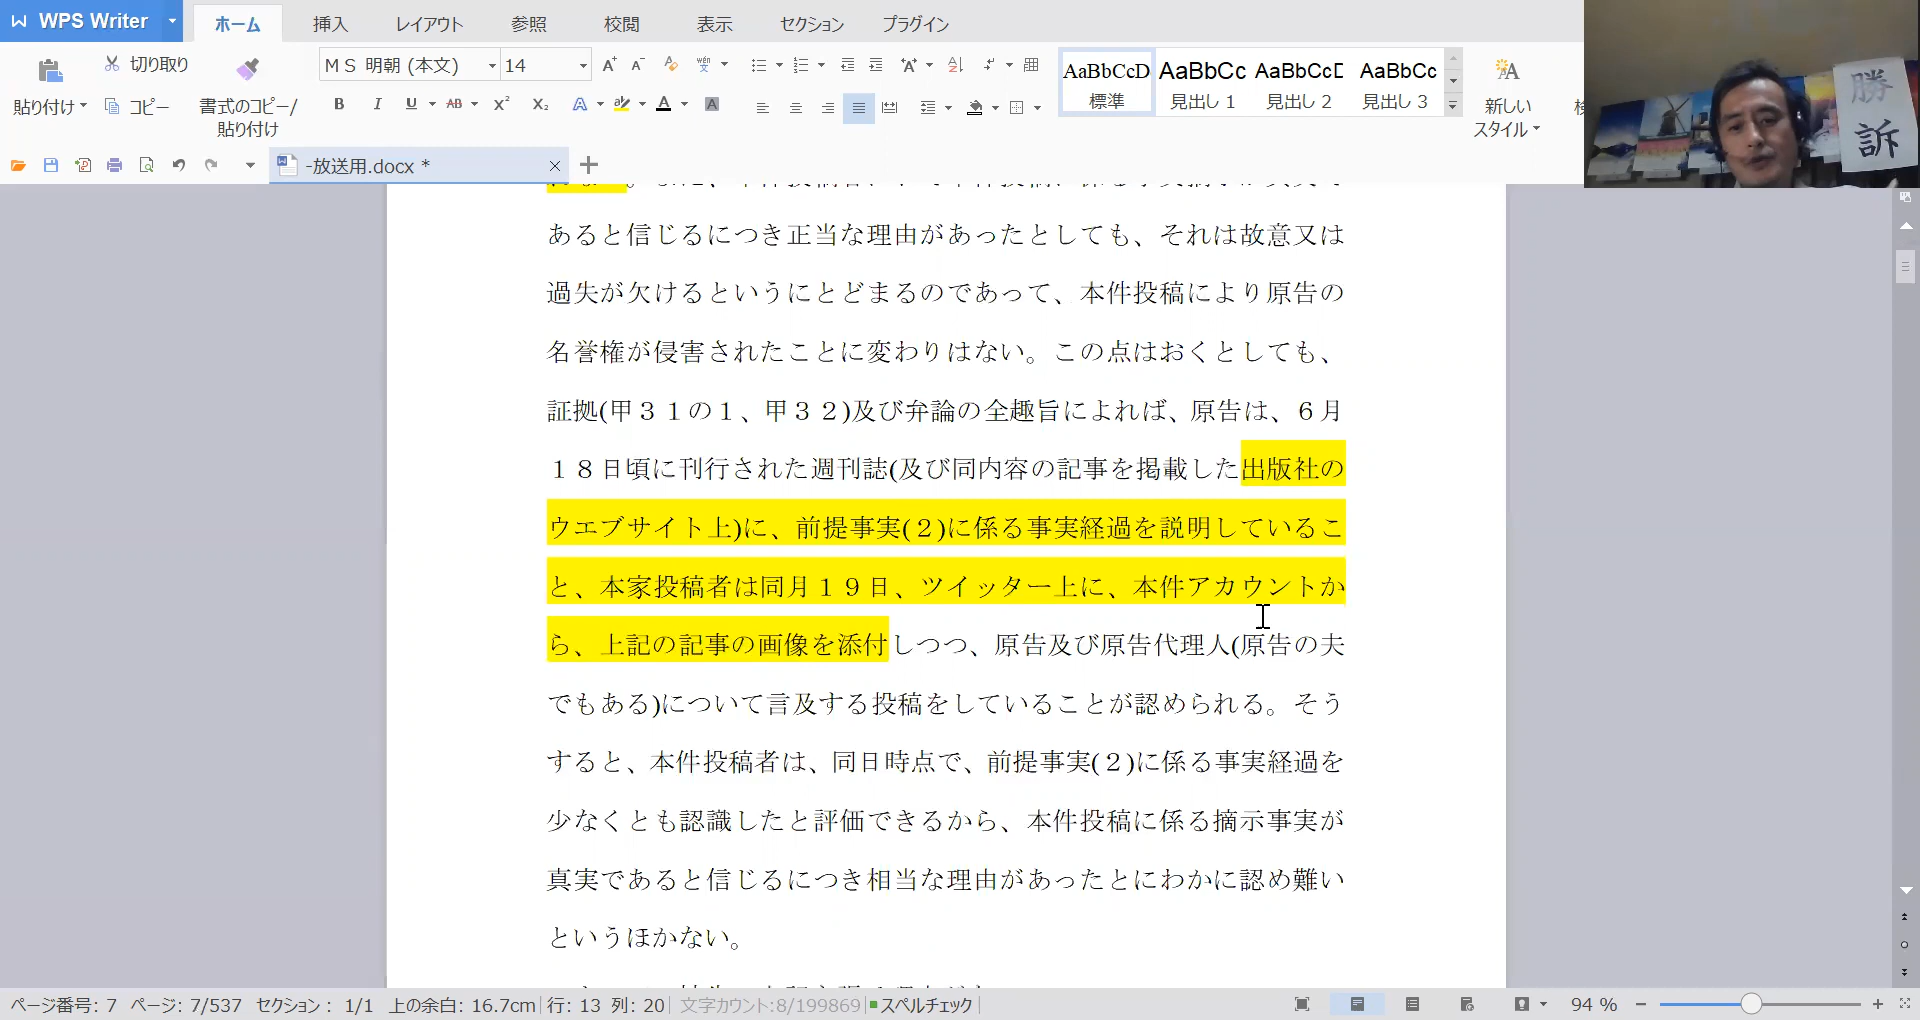 WPS Writer ホーム 挿入 レイアウト 参照 校閲 表示 セクション プラグイン
貼り付け 切り取り コピー 書式のコピー/貼り付け
ＭＳ 明朝 (本文) 14
AaBbCcD AaBbCc AaBbCcD AaBbCc
標準 見出し 1 見出し 2 見出し 3
新しいスタイル
勝訴
-放送用.docx *
あると信じるにつき正当な理由があったとしても、それは故意又は
過失が欠けるというにとどまるのであって、本件投稿により原告の
名誉権が侵害されたことに変わりはない。この点はおくとしても、
証拠(甲３１の１、甲３２)及び弁論の全趣旨によれば、原告は、６月
１８日頃に刊行された週刊誌(及び同内容の記事を掲載した出版社の
ウエブサイト上)に、前提事実(２)に係る事実経過を説明しているこ
と、本家投稿者は同月１９日、ツイッター上に、本件アカウントか
ら、上記の記事の画像を添付しつつ、原告及び原告代理人(原告の夫
でもある)について言及する投稿をしていることが認められる。そう
すると、本件投稿者は、同日時点で、前提事実(２)に係る事実経過を
少なくとも認識したと評価できるから、本件投稿に係る摘示事実が
真実であると信じるにつき相当な理由があったとにわかに認め難い
というほかない。
ページ番号: 7 ページ: 7/537 セクション: 1/1 上の余白: 16.7cm 行: 13 列: 20 文字カウント:8/199869 スペルチェック 94 %